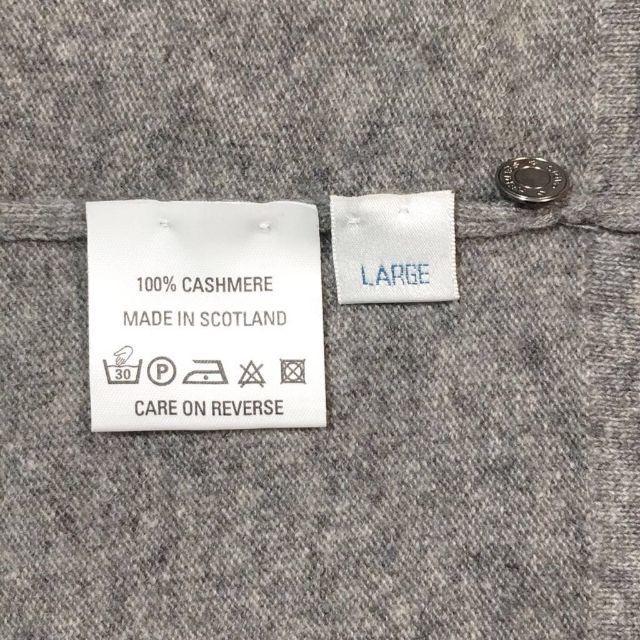 100% CASHMERE
MADE IN SCOTLAND
30 P
CARE ON REVERSE
LARGE